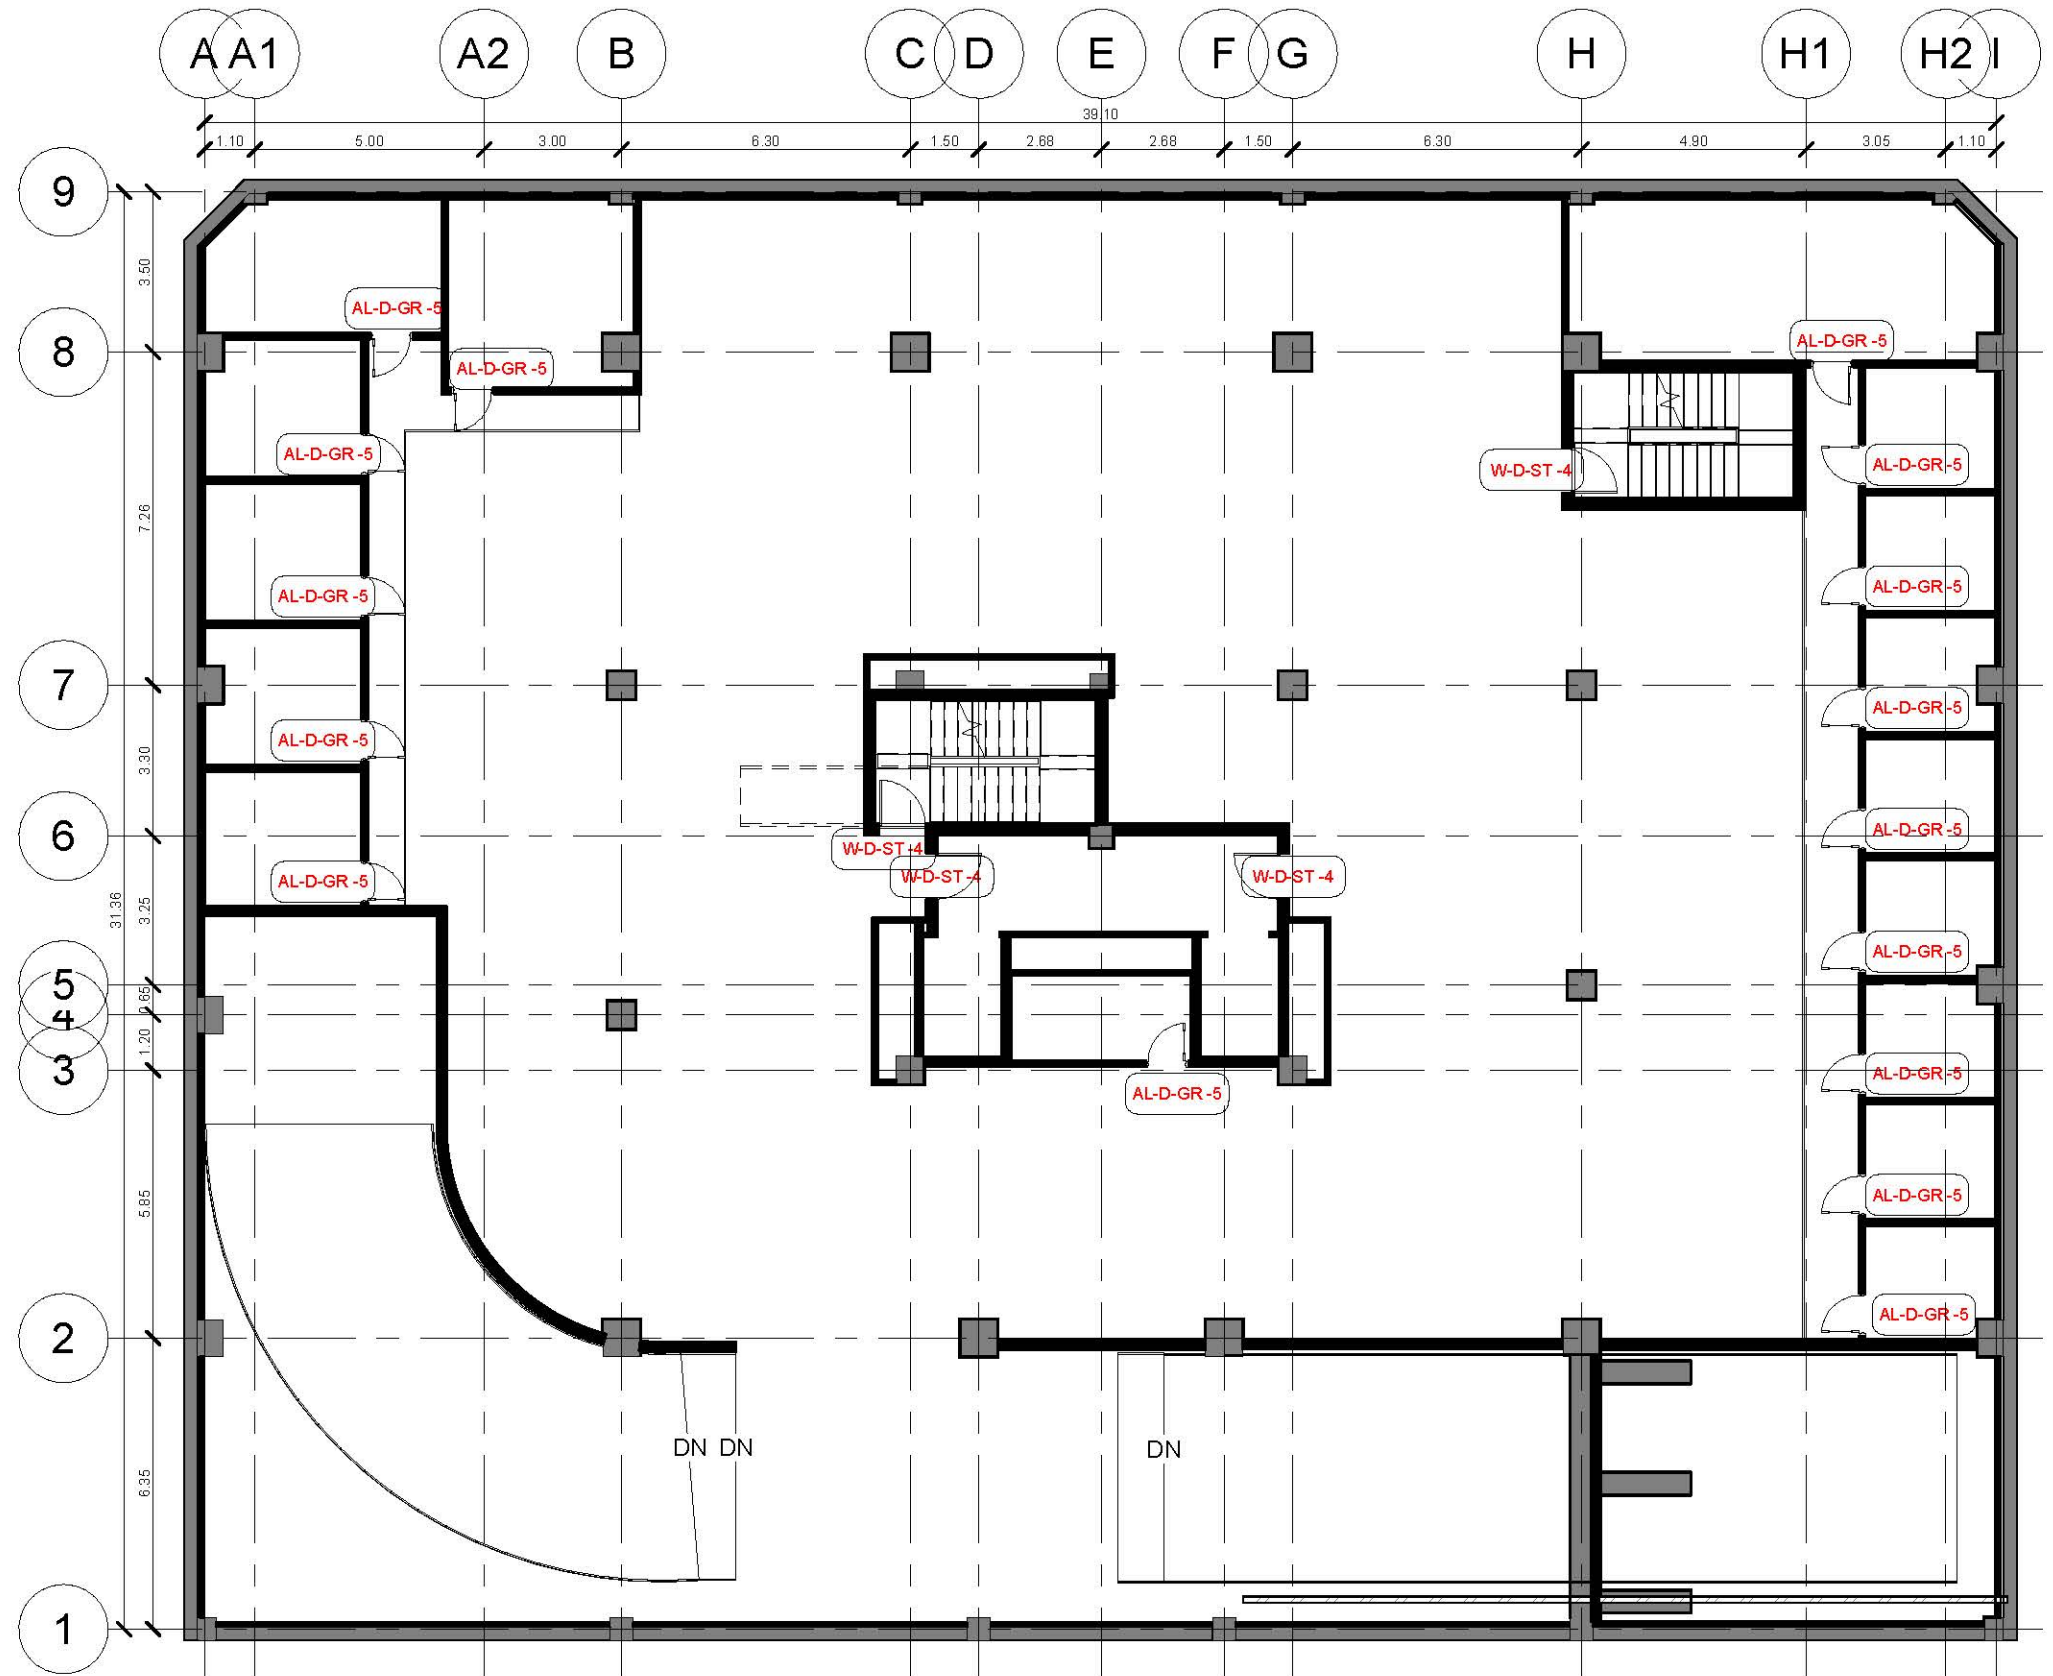 A A1 A2 B C D E F G H H1 H2 I
39.10
1.10 5.00 3.00 6.30 1.50 2.68 2.68 1.50 6.30 4.90 3.05 1.10
9
3.50
AL-D-GR -5
AL-D-GR -5
AL-D-GR -5
8
AL-D-GR -5
W-D-ST -4
AL-D-GR -5
7.26
AL-D-GR -5
AL-D-GR -5
7
AL-D-GR -5
AL-D-GR -5
3.30
6
AL-D-GR -5
W-D-ST -4
W-D-ST -4
W-D-ST -4
AL-D-GR -5
31.36
3.25
AL-D-GR -5
5
0.65
4
1.20
3
AL-D-GR -5
AL-D-GR -5
5.85
AL-D-GR -5
AL-D-GR -5
2
DN DN
DN
6.35
1